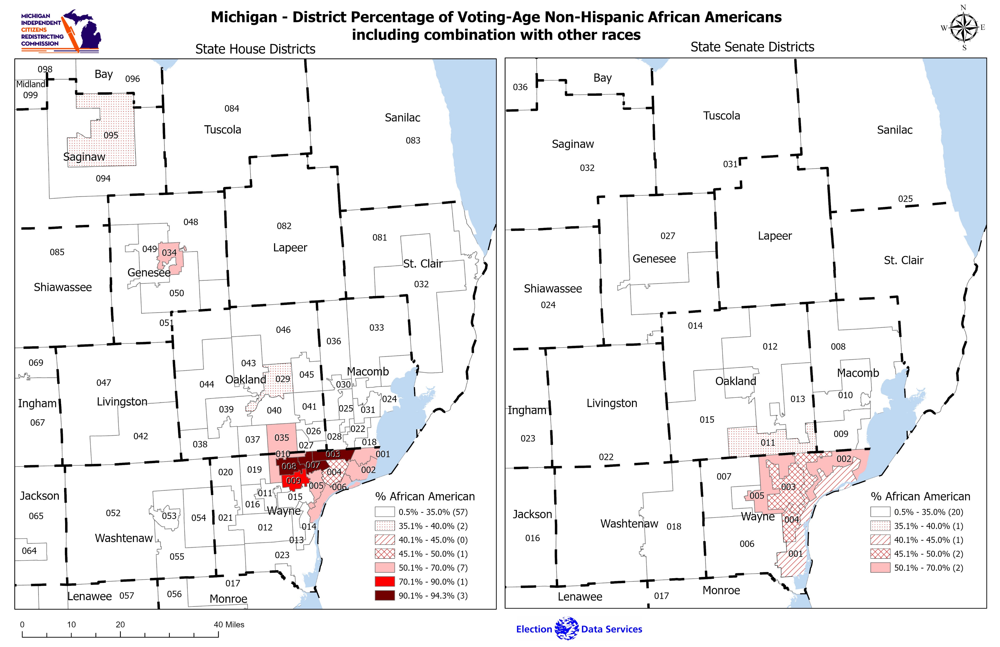 MICHIGAN
INDEPENDENT
CITIZENS
REDISTRICTING
COMMISSION
Michigan - District Percentage of Voting-Age Non-Hispanic African Americans
including combination with other races
N
W
E
S
State House Districts
098
Bay
096
Midland
099
084
Tuscola
Sanilac
083
095
Saginaw
094
048
082
081
085
049
034
Lapeer
St. Clair
Genesee
032
Shiawassee
050
051
046
033
036
069
043
Macomb
047
044
Oakland
029
045
030
Livingston
024
Ingham
039
040
041
025
031
067
022
026
042
037
035
028
038
027
018
010
003
001
008
007
020
019
004
002
009
005
006
011
015
Jackson
016
052
Wayne
065
053
054
021
012
014
Washtenaw
013
064
055
023
017
Lenawee
057
056
Monroe
% African American
0.5% - 35.0% (57)
35.1% - 40.0% (2)
40.1% - 45.0% (0)
45.1% - 50.0% (1)
50.1% - 70.0% (7)
70.1% - 90.0% (1)
90.1% - 94.3% (3)
State Senate Districts
Bay
036
Tuscola
Sanilac
Saginaw
031
032
025
027
Lapeer
Genesee
St. Clair
Shiawassee
024
014
012
008
Macomb
Oakland
013
010
Livingston
Ingham
015
009
023
011
022
002
007
003
005
Jackson
Wayne
004
Washtenaw
018
016
006
001
Monroe
Lenawee
017
% African American
0.5% - 35.0% (20)
35.1% - 40.0% (1)
40.1% - 45.0% (1)
45.1% - 50.0% (2)
50.1% - 70.0% (2)
0 10 20 40 Miles
Election Data Services